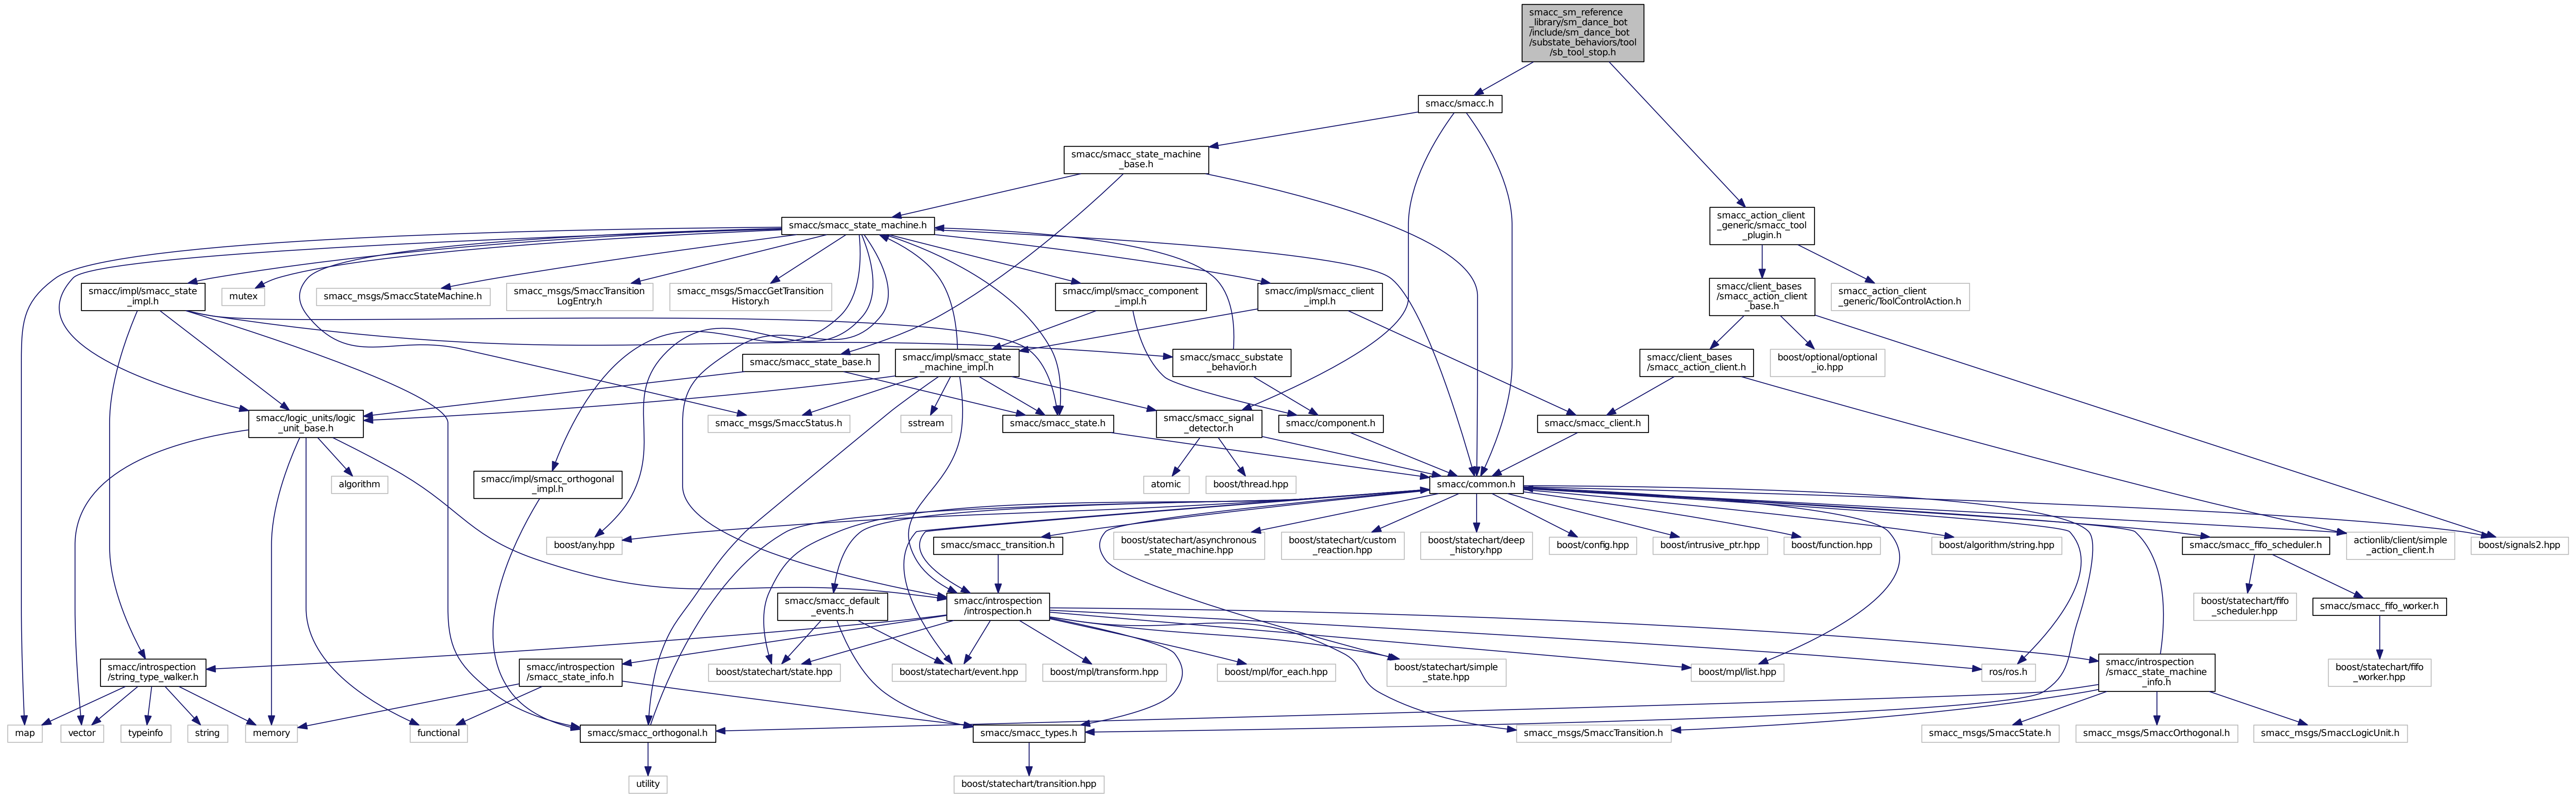 smacc_sm_reference
_library/sm_dance_bot
/include/sm_dance_bot
/substate_behaviors/tool
/sb_tool_stop.h
smacc/smacc.h
smacc/smacc_state_machine
_base.h
smacc/smacc_state_machine.h
smacc_action_client
_generic/smacc_tool
_plugin.h
smacc/impl/smacc_state
_impl.h
mutex
smacc_msgs/SmaccStateMachine.h
smacc_msgs/SmaccTransition
LogEntry.h
smacc_msgs/SmaccGetTransition
History.h
smacc/impl/smacc_component
_impl.h
smacc/impl/smacc_client
_impl.h
smacc/client_bases
/smacc_action_client
_base.h
smacc_action_client
_generic/ToolControlAction.h
smacc/smacc_state_base.h
smacc/impl/smacc_state
_machine_impl.h
smacc/smacc_substate
_behavior.h
smacc/client_bases
/smacc_action_client.h
boost/optional/optional
_io.hpp
smacc/logic_units/logic
_unit_base.h
smacc_msgs/SmaccStatus.h
sstream
smacc/smacc_state.h
smacc/smacc_signal
_detector.h
smacc/component.h
smacc/smacc_client.h
algorithm
smacc/impl/smacc_orthogonal
_impl.h
atomic
boost/thread.hpp
smacc/common.h
boost/any.hpp
smacc/smacc_transition.h
boost/statechart/asynchronous
_state_machine.hpp
boost/statechart/custom
_reaction.hpp
boost/statechart/deep
_history.hpp
boost/config.hpp
boost/intrusive_ptr.hpp
boost/function.hpp
boost/algorithm/string.hpp
smacc/smacc_fifo_scheduler.h
actionlib/client/simple
_action_client.h
boost/signals2.hpp
smacc/smacc_default
_events.h
smacc/introspection
/introspection.h
boost/statechart/fifo
_scheduler.hpp
smacc/smacc_fifo_worker.h
smacc/introspection
/string_type_walker.h
smacc/introspection
/smacc_state_info.h
boost/statechart/state.hpp
boost/statechart/event.hpp
boost/mpl/transform.hpp
boost/mpl/for_each.hpp
boost/statechart/simple
_state.hpp
boost/mpl/list.hpp
ros/ros.h
smacc/introspection
/smacc_state_machine
_info.h
boost/statechart/fifo
_worker.hpp
map
vector
typeinfo
string
memory
functional
smacc/smacc_orthogonal.h
smacc/smacc_types.h
smacc_msgs/SmaccTransition.h
smacc_msgs/SmaccState.h
smacc_msgs/SmaccOrthogonal.h
smacc_msgs/SmaccLogicUnit.h
utility
boost/statechart/transition.hpp